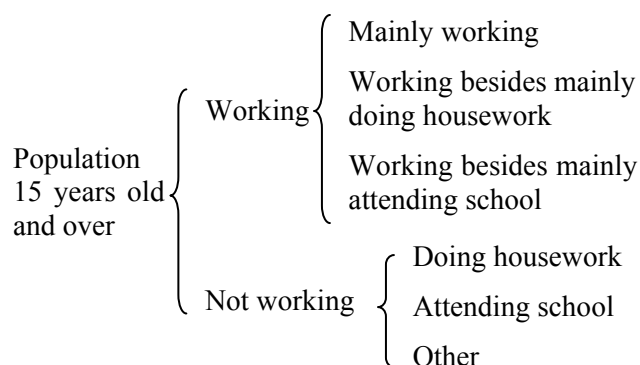 Population
15 years old
and over
Working
Mainly working
Working besides mainly
doing housework
Working besides mainly
attending school
Not working
Doing housework
Attending school
Other